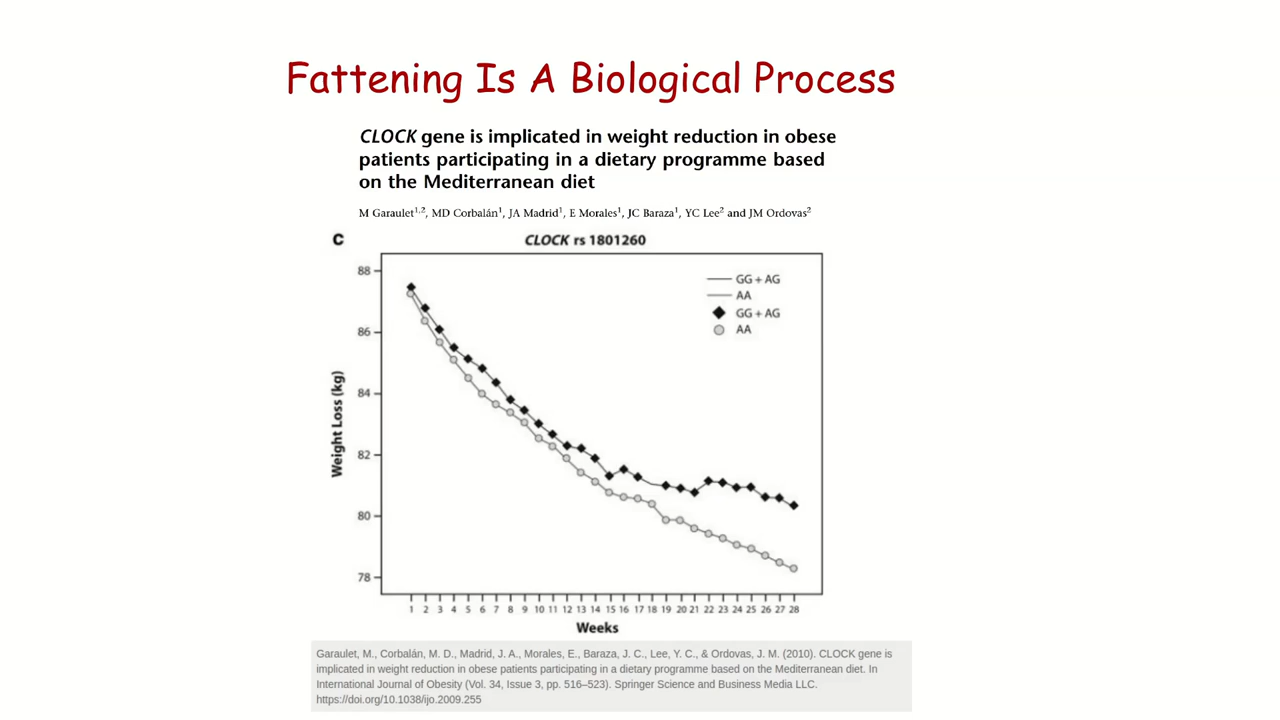 Fattening Is A Biological Process
CLOCK gene is implicated in weight reduction in obese
patients participating in a dietary programme based
on the Mediterranean diet
M Garaulet1,2, MD Corbalán1, JA Madrid1, E Morales1, JC Baraza1, YC Lee2 and JM Ordovas2
C
CLOCK rs 1801260
GG + AG
AA
GG + AG
AA
88
86
84
82
80
78
Weight Loss (kg)
1 2 3 4 5 6 7 8 9 10 11 12 13 14 15 16 17 18 19 20 21 22 23 24 25 26 27 28
Weeks
Garaulet, M., Corbalán, M. D., Madrid, J. A., Morales, E., Baraza, J. C., Lee, Y. C., & Ordovas, J. M. (2010). CLOCK gene is
implicated in weight reduction in obese patients participating in a dietary programme based on the Mediterranean diet. In
International Journal of Obesity (Vol. 34, Issue 3, pp. 516–523). Springer Science and Business Media LLC.
https://doi.org/10.1038/ijo.2009.255